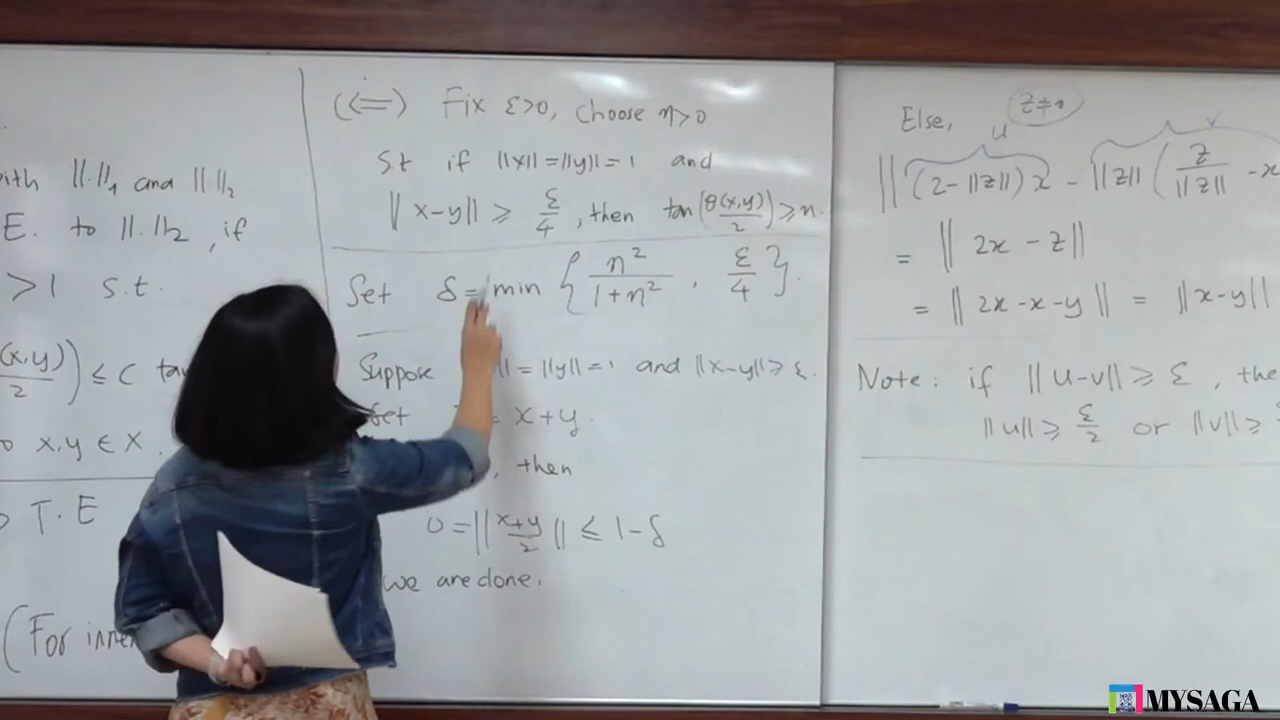 with ||.||₁ and ||.||₂
E. to ||.||₂, if
> 1 s.t.
(x,y)/2) ≤ C
x,y ∈ X.
T.E
(For inner
(<=) Fix ε>0, choose η>0
s.t if ||x||=||y||=1 and
||x-y|| ≥ ε/4, then tan(θ(x,y)/2) ≥ η.
Set δ = min { η²/(1+η²), ε/4 }.
Suppose || = ||y|| = 1 and ||x-y|| ≥ ε.
Set = x+y.
, then
0 = ||(x+y)/2|| ≤ 1-δ
we are done.
Else, z≠0
u v
||(2-||z||)x - ||z||(z/||z|| - x
= ||2x - z||
= ||2x -x -y|| = ||x-y||
Note: if ||u-v|| ≥ ε, the
||u|| ≥ ε/2 or ||v|| ≥
MYSAGA